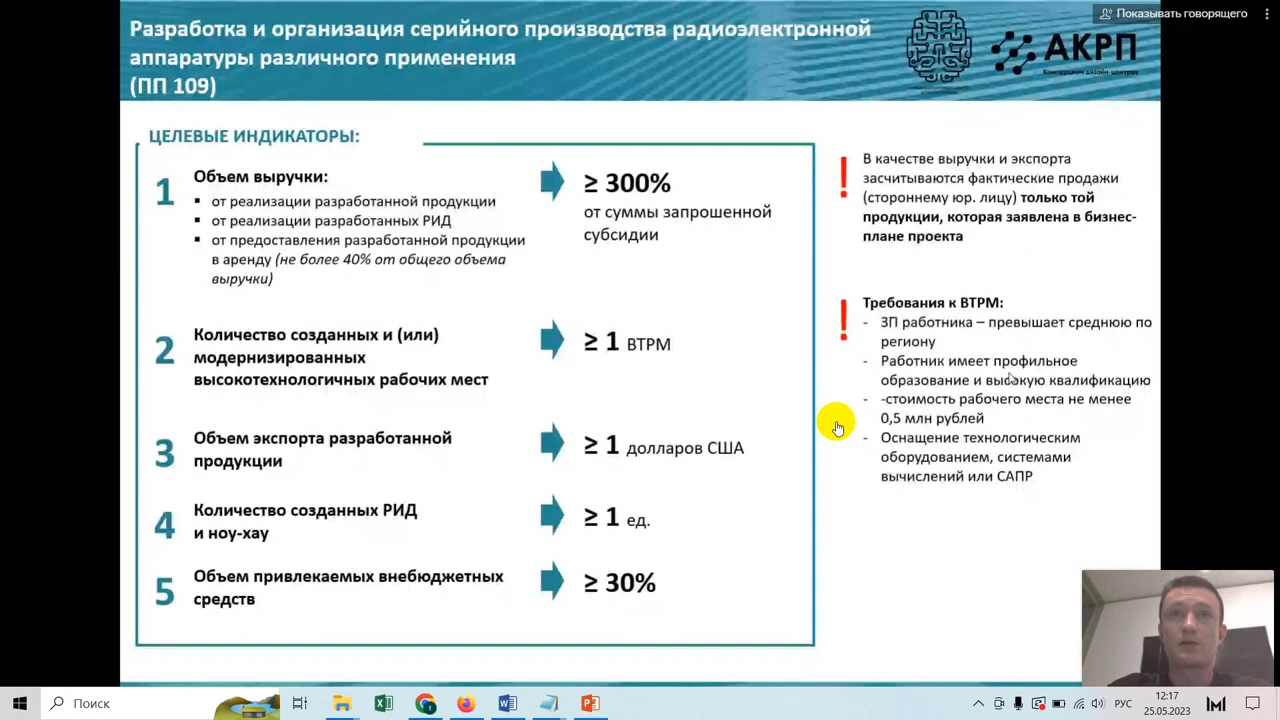 Показывать говорящего
Разработка и организация серийного производства радиоэлектронной
аппаратуры различного применения
(ПП 109)
АКРП
Консорциум дизайн-центров
ЦЕЛЕВЫЕ ИНДИКАТОРЫ:
1
Объем выручки:
▪ от реализации разработанной продукции
▪ от реализации разработанных РИД
▪ от предоставления разработанной продукции
в аренду (не более 40% от общего объема
выручки)
≥ 300%
от суммы запрошенной
субсидии
2
Количество созданных и (или)
модернизированных
высокотехнологичных рабочих мест
≥ 1 ВТРМ
3
Объем экспорта разработанной
продукции
≥ 1 долларов США
4
Количество созданных РИД
и ноу-хау
≥ 1 ед.
5
Объем привлекаемых внебюджетных
средств
≥ 30%
!
В качестве выручки и экспорта
засчитываются фактические продажи
(стороннему юр. лицу) только той
продукции, которая заявлена в бизнес-
плане проекта
!
Требования к ВТРМ:
- ЗП работника – превышает среднюю по
региону
- Работник имеет профильное
образование и высокую квалификацию
- -стоимость рабочего места не менее
0,5 млн рублей
- Оснащение технологическим
оборудованием, системами
вычислений или САПР
Поиск
РУС
12:17
25.05.2023